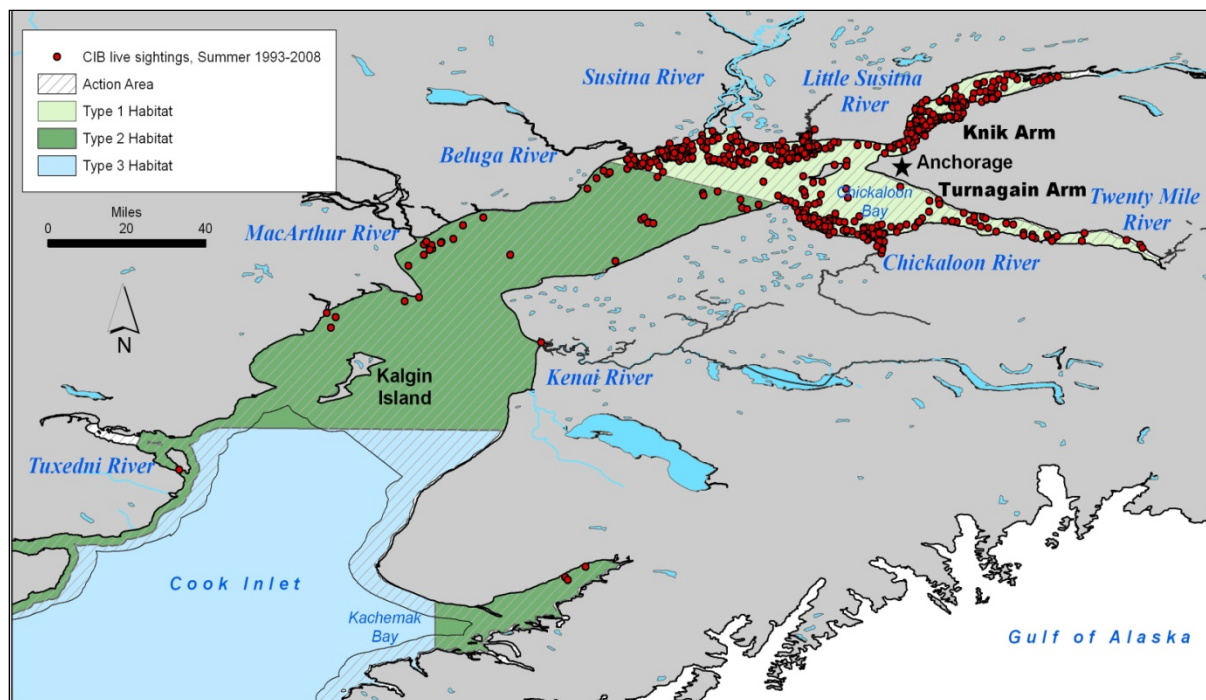 CIB live sightings, Summer 1993-2008
Action Area
Type 1 Habitat
Type 2 Habitat
Type 3 Habitat
Miles
0 20 40
N
Susitna River
Little Susitna
River
Beluga River
Knik Arm
Anchorage
Turnagain Arm
Twenty Mile
River
Chickaloon
Bay
MacArthur River
Chickaloon River
Kalgin
Island
Kenai River
Tuxedni River
Cook Inlet
Kachemak
Bay
Gulf of Alaska